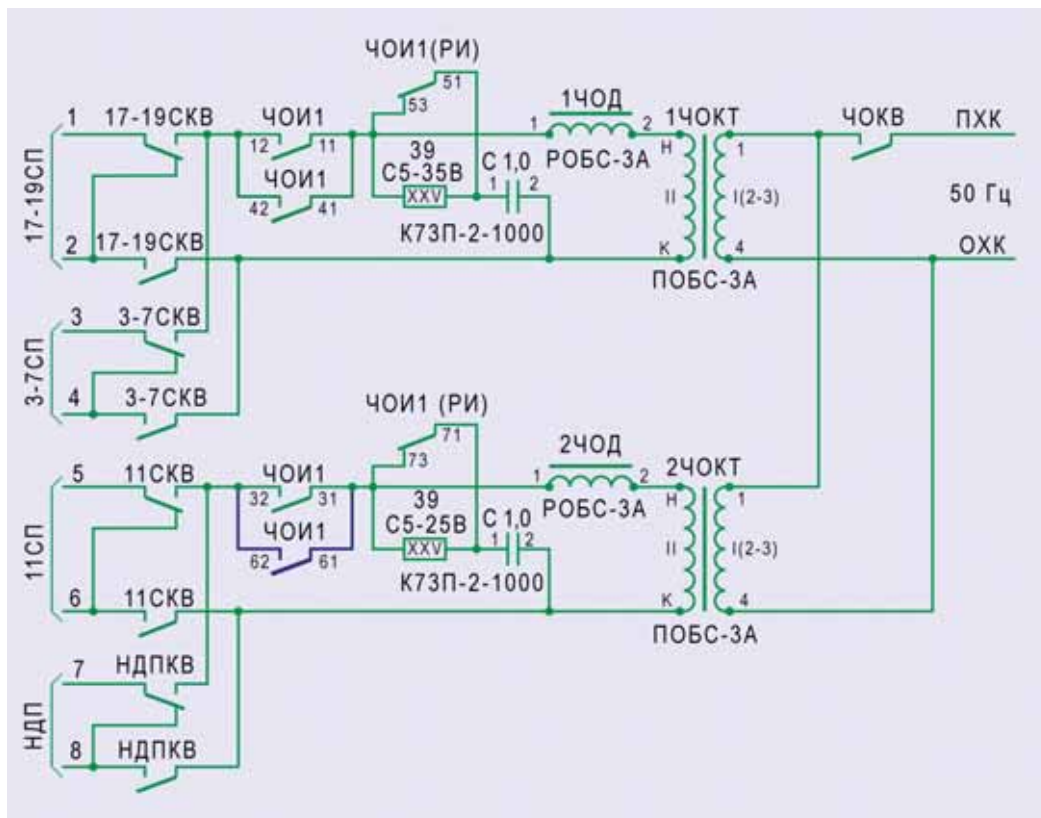 ЧОИ1(РИ)
51
53
1 17-19СКВ
ЧОИ1
12 11
1ЧОД
1 2
РОБС-3А
1ЧОКТ
ЧОКВ
ПХК
Н
1
39
С5-35В
XXV
С 1,0
1 2
ЧОИ1
42 41
II
I(2-3)
50 Гц
17-19СП
2 17-19СКВ
К73П-2-1000
К
4
ОХК
ПОБС-3А
3 3-7СКВ
3-7СП
4 3-7СКВ
ЧОИ1 (РИ)
71
73
5 11СКВ
ЧОИ1
32 31
2ЧОД
1 2
РОБС-3А
2ЧОКТ
Н
1
39
С5-25В
XXV
С 1,0
1 2
ЧОИ1
62 61
II
I(2-3)
11СП
6 11СКВ
К73П-2-1000
К
4
ПОБС-3А
7 НДПКВ
НДП
8 НДПКВ